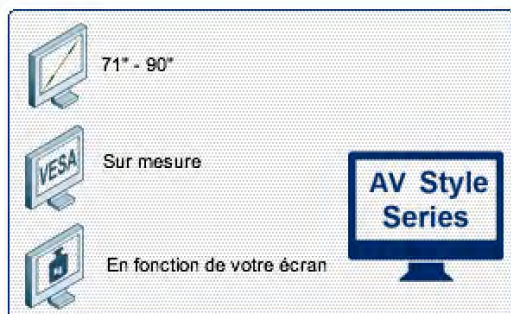 71" - 90"
VESA
Sur mesure
AV Style
Series
En fonction de votre écran